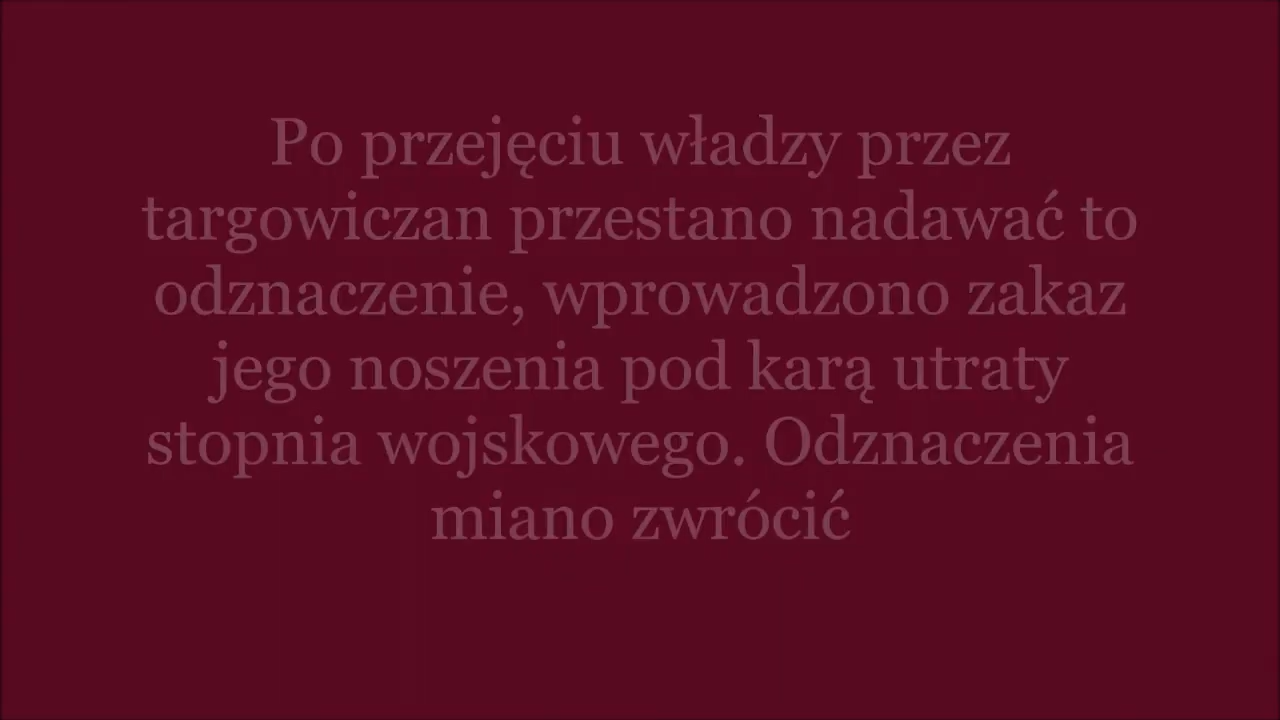 Po przejęciu władzy przez
targowiczan przestano nadawać to
odznaczenie, wprowadzono zakaz
jego noszenia pod karą utraty
stopnia wojskowego. Odznaczenia
miano zwrócić